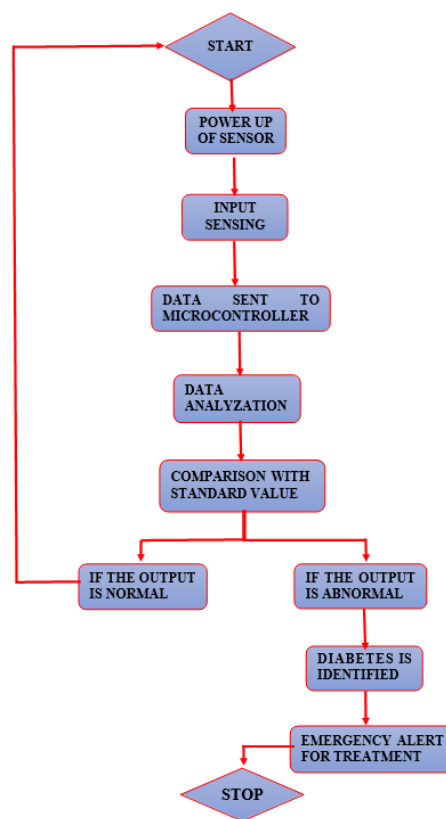 START
POWER UP
OF SENSOR
INPUT
SENSING
DATA SENT TO
MICROCONTROLLER
DATA
ANALYZATION
COMPARISON WITH
STANDARD VALUE
IF THE OUTPUT
IS NORMAL
IF THE OUTPUT
IS ABNORMAL
DIABETES IS
IDENTIFIED
EMERGENCY ALERT
FOR TREATMENT
STOP